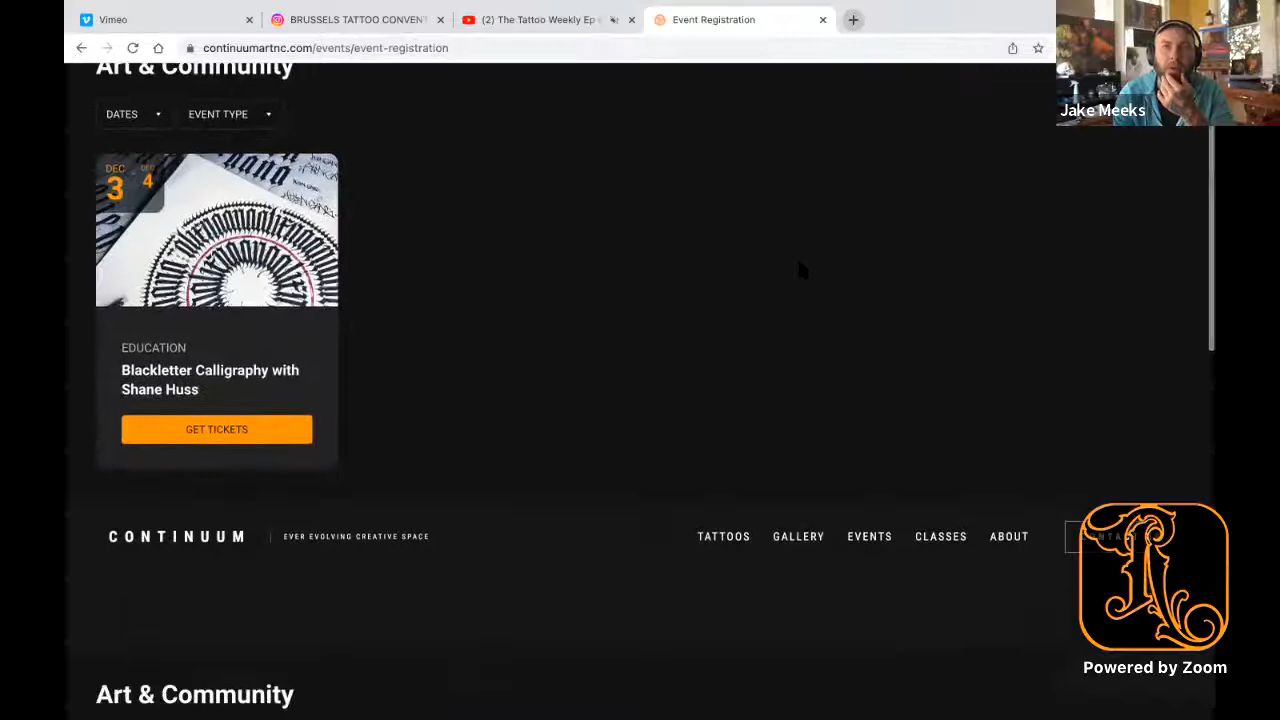 Vimeo
BRUSSELS TATTOO CONVENT
(2) The Tattoo Weekly Ep
Event Registration
continuumartnc.com/events/event-registration
Jake Meeks
Art & Community
DATES
EVENT TYPE
DEC
3
DEC
4
EDUCATION
Blackletter Calligraphy with
Shane Huss
GET TICKETS
CONTINUUM
EVER EVOLVING CREATIVE SPACE
TATTOOS
GALLERY
EVENTS
CLASSES
ABOUT
Powered by Zoom
Art & Community